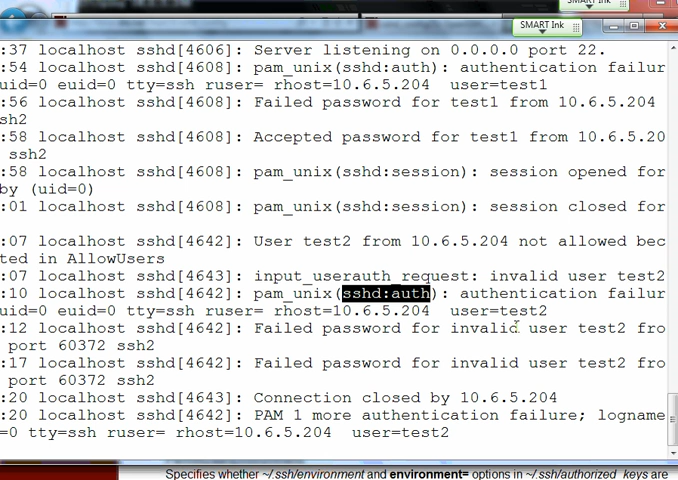 SMART Ink
SMART Ink
:37 localhost sshd[4606]: Server listening on 0.0.0.0 port 22.
:54 localhost sshd[4608]: pam_unix(sshd:auth): authentication failur
uid=0 euid=0 tty=ssh ruser= rhost=10.6.5.204  user=test1
:56 localhost sshd[4608]: Failed password for test1 from 10.6.5.204
sh2
:58 localhost sshd[4608]: Accepted password for test1 from 10.6.5.20
ssh2
:58 localhost sshd[4608]: pam_unix(sshd:session): session opened for
by (uid=0)
:01 localhost sshd[4608]: pam_unix(sshd:session): session closed for
:07 localhost sshd[4642]: User test2 from 10.6.5.204 not allowed bec
ted in AllowUsers
:07 localhost sshd[4643]: input_userauth_request: invalid user test2
:10 localhost sshd[4642]: pam_unix(sshd:auth): authentication failur
uid=0 euid=0 tty=ssh ruser= rhost=10.6.5.204  user=test2
:12 localhost sshd[4642]: Failed password for invalid user test2 fro
port 60372 ssh2
:17 localhost sshd[4642]: Failed password for invalid user test2 fro
port 60372 ssh2
:20 localhost sshd[4643]: Connection closed by 10.6.5.204
:20 localhost sshd[4642]: PAM 1 more authentication failure; logname
=0 tty=ssh ruser= rhost=10.6.5.204  user=test2
Specifies whether ~/.ssh/environment and environment= options in ~/.ssh/authorized_keys are